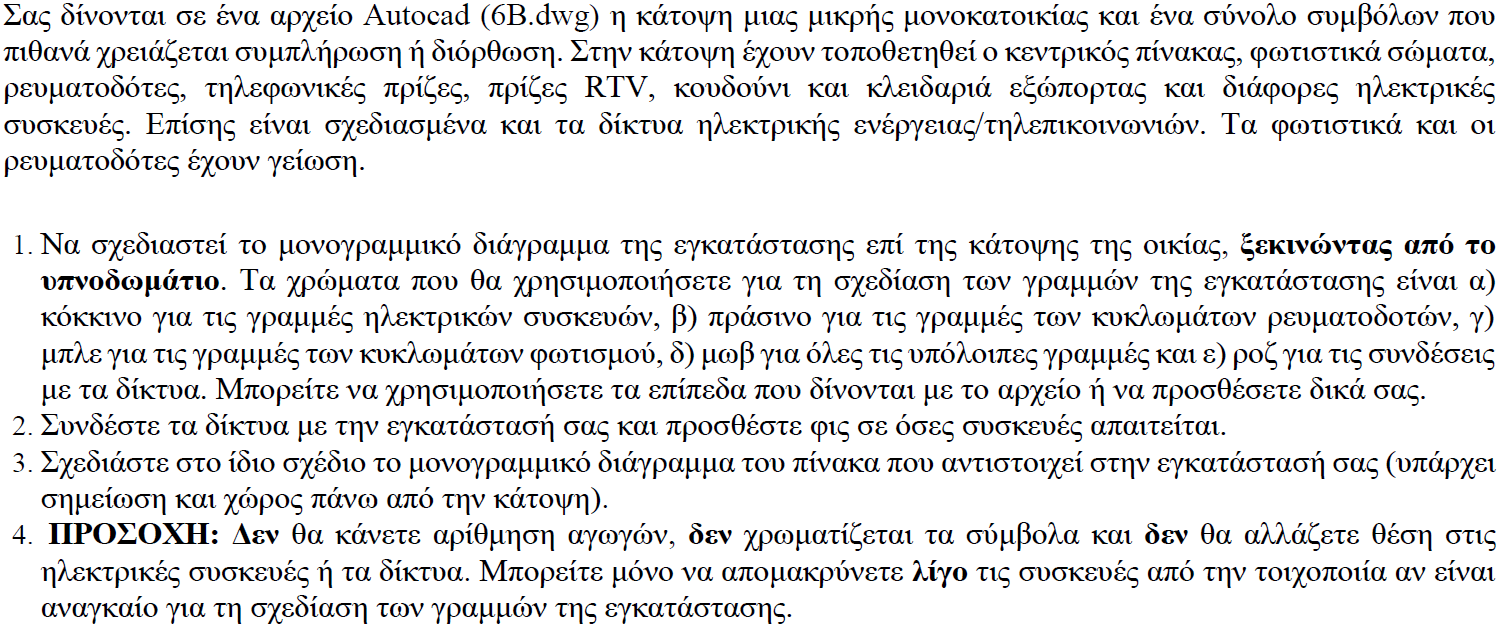 Σας δίνονται σε ένα αρχείο Autocad (6B.dwg) η κάτοψη μιας μικρής μονοκατοικίας και ένα σύνολο συμβόλων που
πιθανά χρειάζεται συμπλήρωση ή διόρθωση. Στην κάτοψη έχουν τοποθετηθεί ο κεντρικός πίνακας, φωτιστικά σώματα,
ρευματοδότες, τηλεφωνικές πρίζες, πρίζες RTV, κουδούνι και κλειδαριά εξώπορτας και διάφορες ηλεκτρικές
συσκευές. Επίσης είναι σχεδιασμένα και τα δίκτυα ηλεκτρικής ενέργειας/τηλεπικοινωνιών. Τα φωτιστικά και οι
ρευματοδότες έχουν γείωση.
1. Να σχεδιαστεί το μονογραμμικό διάγραμμα της εγκατάστασης επί της κάτοψης της οικίας, ξεκινώντας από το
υπνοδωμάτιο. Τα χρώματα που θα χρησιμοποιήσετε για τη σχεδίαση των γραμμών της εγκατάστασης είναι α)
κόκκινο για τις γραμμές ηλεκτρικών συσκευών, β) πράσινο για τις γραμμές των κυκλωμάτων ρευματοδοτών, γ)
μπλε για τις γραμμές των κυκλωμάτων φωτισμού, δ) μωβ για όλες τις υπόλοιπες γραμμές και ε) ροζ για τις συνδέσεις
με τα δίκτυα. Μπορείτε να χρησιμοποιήσετε τα επίπεδα που δίνονται με το αρχείο ή να προσθέσετε δικά σας.
2. Συνδέστε τα δίκτυα με την εγκατάστασή σας και προσθέστε φις σε όσες συσκευές απαιτείται.
3. Σχεδιάστε στο ίδιο σχέδιο το μονογραμμικό διάγραμμα του πίνακα που αντιστοιχεί στην εγκατάστασή σας (υπάρχει
σημείωση και χώρος πάνω από την κάτοψη).
4. ΠΡΟΣΟΧΗ: Δεν θα κάνετε αρίθμηση αγωγών, δεν χρωματίζεται τα σύμβολα και δεν θα αλλάζετε θέση στις
ηλεκτρικές συσκευές ή τα δίκτυα. Μπορείτε μόνο να απομακρύνετε λίγο τις συσκευές από την τοιχοποιία αν είναι
αναγκαίο για τη σχεδίαση των γραμμών της εγκατάστασης.